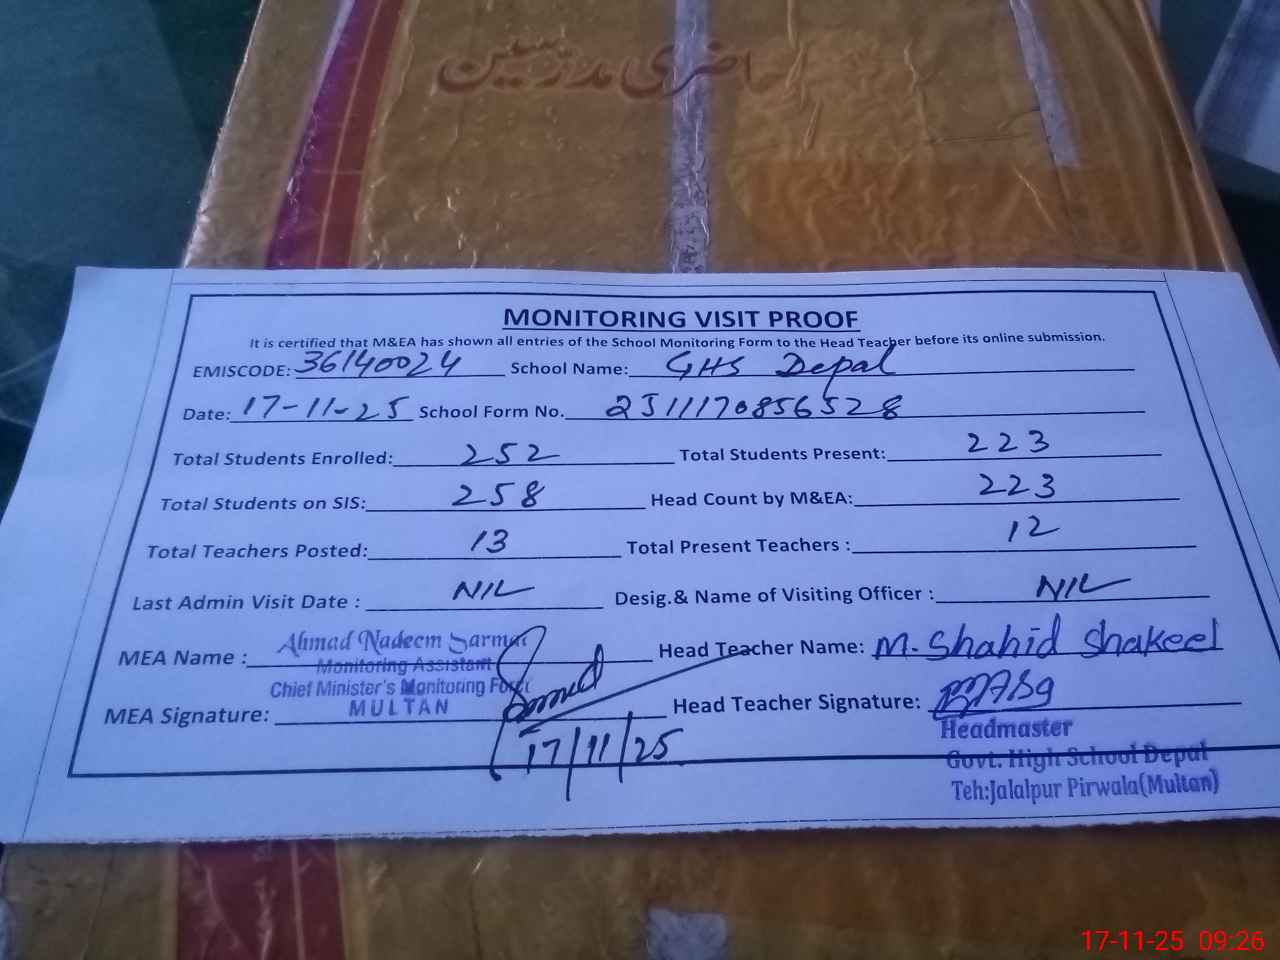 حاضری مدرسین
MONITORING VISIT PROOF
It is certified that M&EA has shown all entries of the School Monitoring Form to the Head Teacher before its online submission.
EMISCODE: 36140024 School Name: GHS Depal
Date: 17-11-25 School Form No. 2511170856528
Total Students Enrolled: 252 Total Students Present: 223
Total Students on SIS: 258 Head Count by M&EA: 223
Total Teachers Posted: 13 Total Present Teachers : 12
Last Admin Visit Date : NIL Desig.& Name of Visiting Officer : NIL
MEA Name : Ahmad Nadeem Sarmad Head Teacher Name: M. Shahid Shakeel
Monitoring Assistant
Chief Minister's Monitoring Force
MULTAN
MEA Signature: Head Teacher Signature:
17/11/25
Headmaster
Govt. High School Depal
Teh:Jalalpur Pirwala(Multan)
17-11-25 09:26